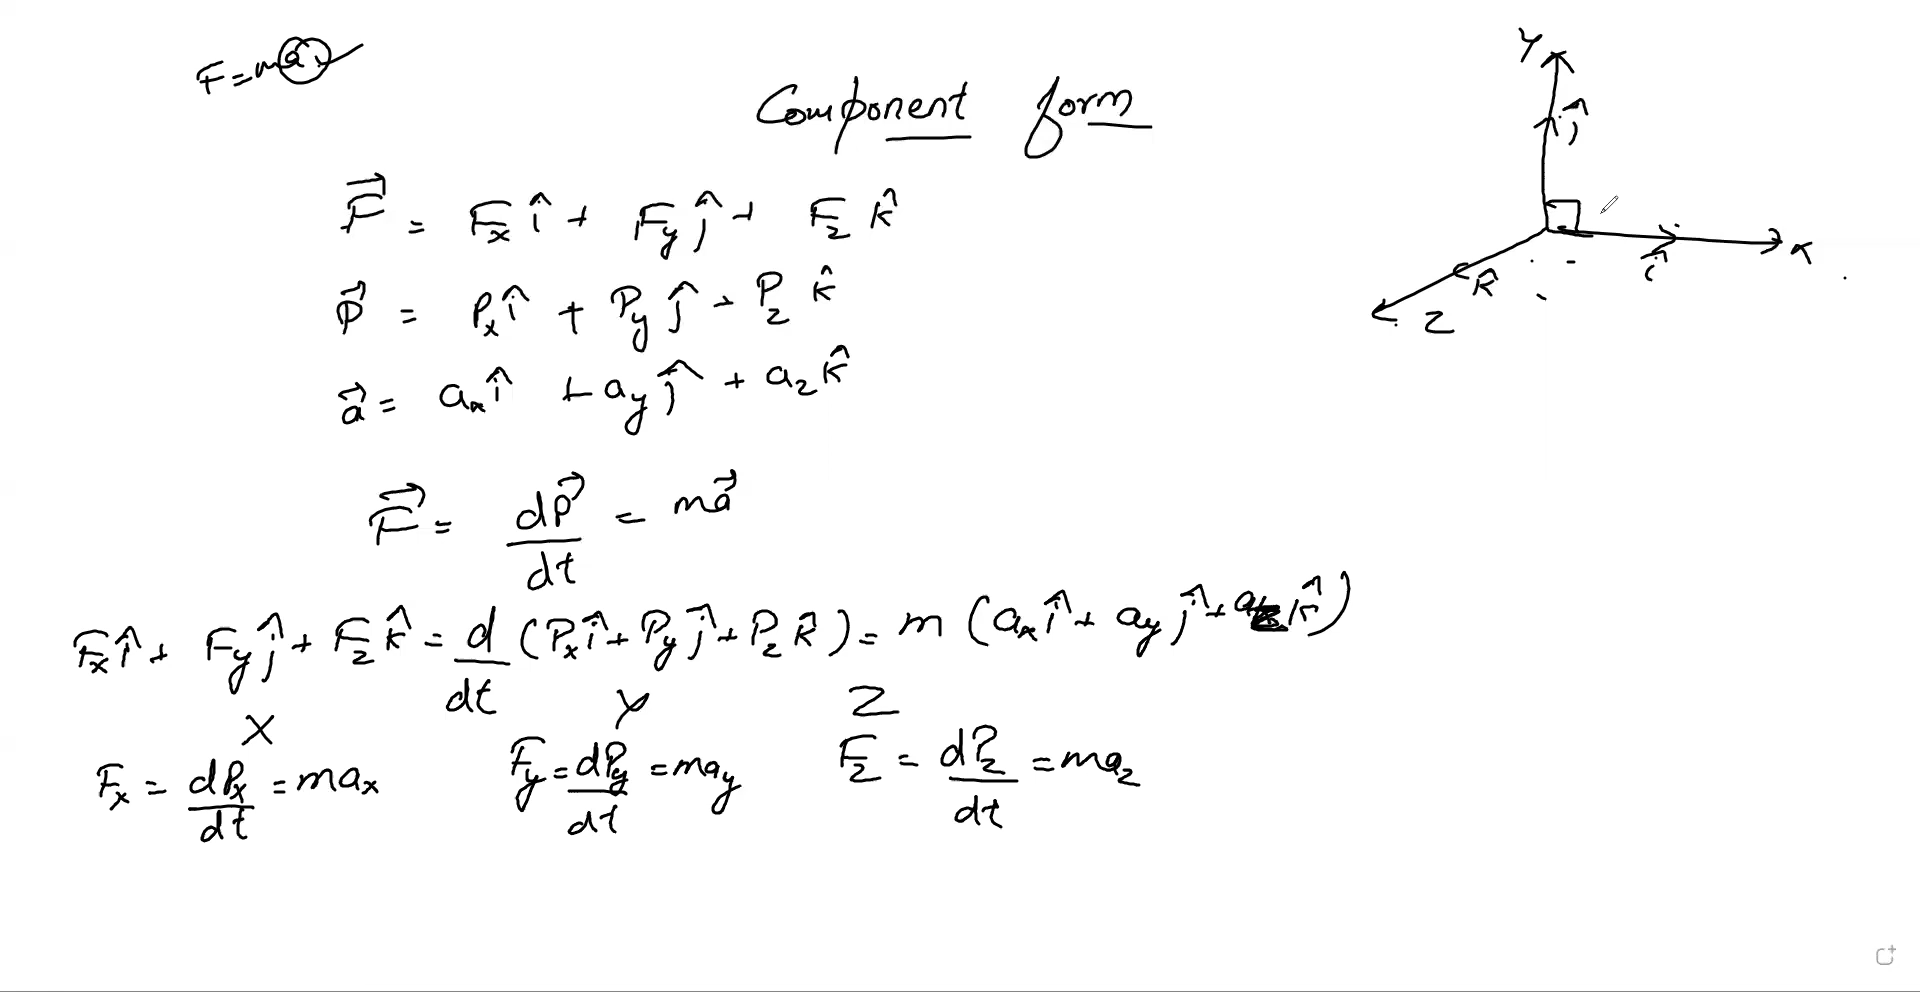 F = ma
Component form
F⃗ = Fx î + Fy ĵ + Fz k̂
P⃗ = Px î + Py ĵ + Pz k̂
a⃗ = ax î + ay ĵ + az k̂
F⃗ = dP⃗/dt = ma⃗
Fx î + Fy ĵ + Fz k̂ = d/dt (Px î + Py ĵ + Pz k̂) = m (ax î + ay ĵ + az k̂)
X Y Z
Fx = dPx/dt = max Fy = dPy/dt = may Fz = dPz/dt = maz
Y
ĵ
î
X
k̂
Z